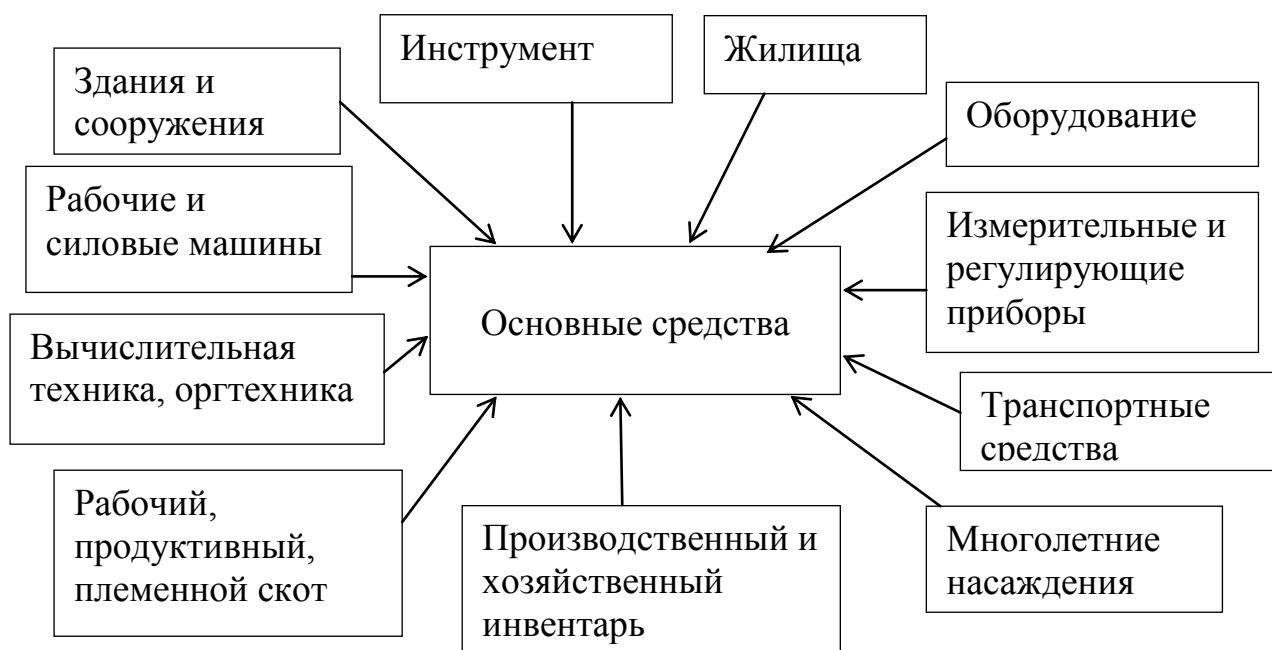 Инструмент
Жилища
Здания и
сооружения
Оборудование
Рабочие и
силовые машины
Измерительные и
регулирующие
приборы
Основные средства
Вычислительная
техника, оргтехника
Транспортные
средства
Рабочий,
продуктивный,
племенной скот
Производственный и
хозяйственный
инвентарь
Многолетние
насаждения